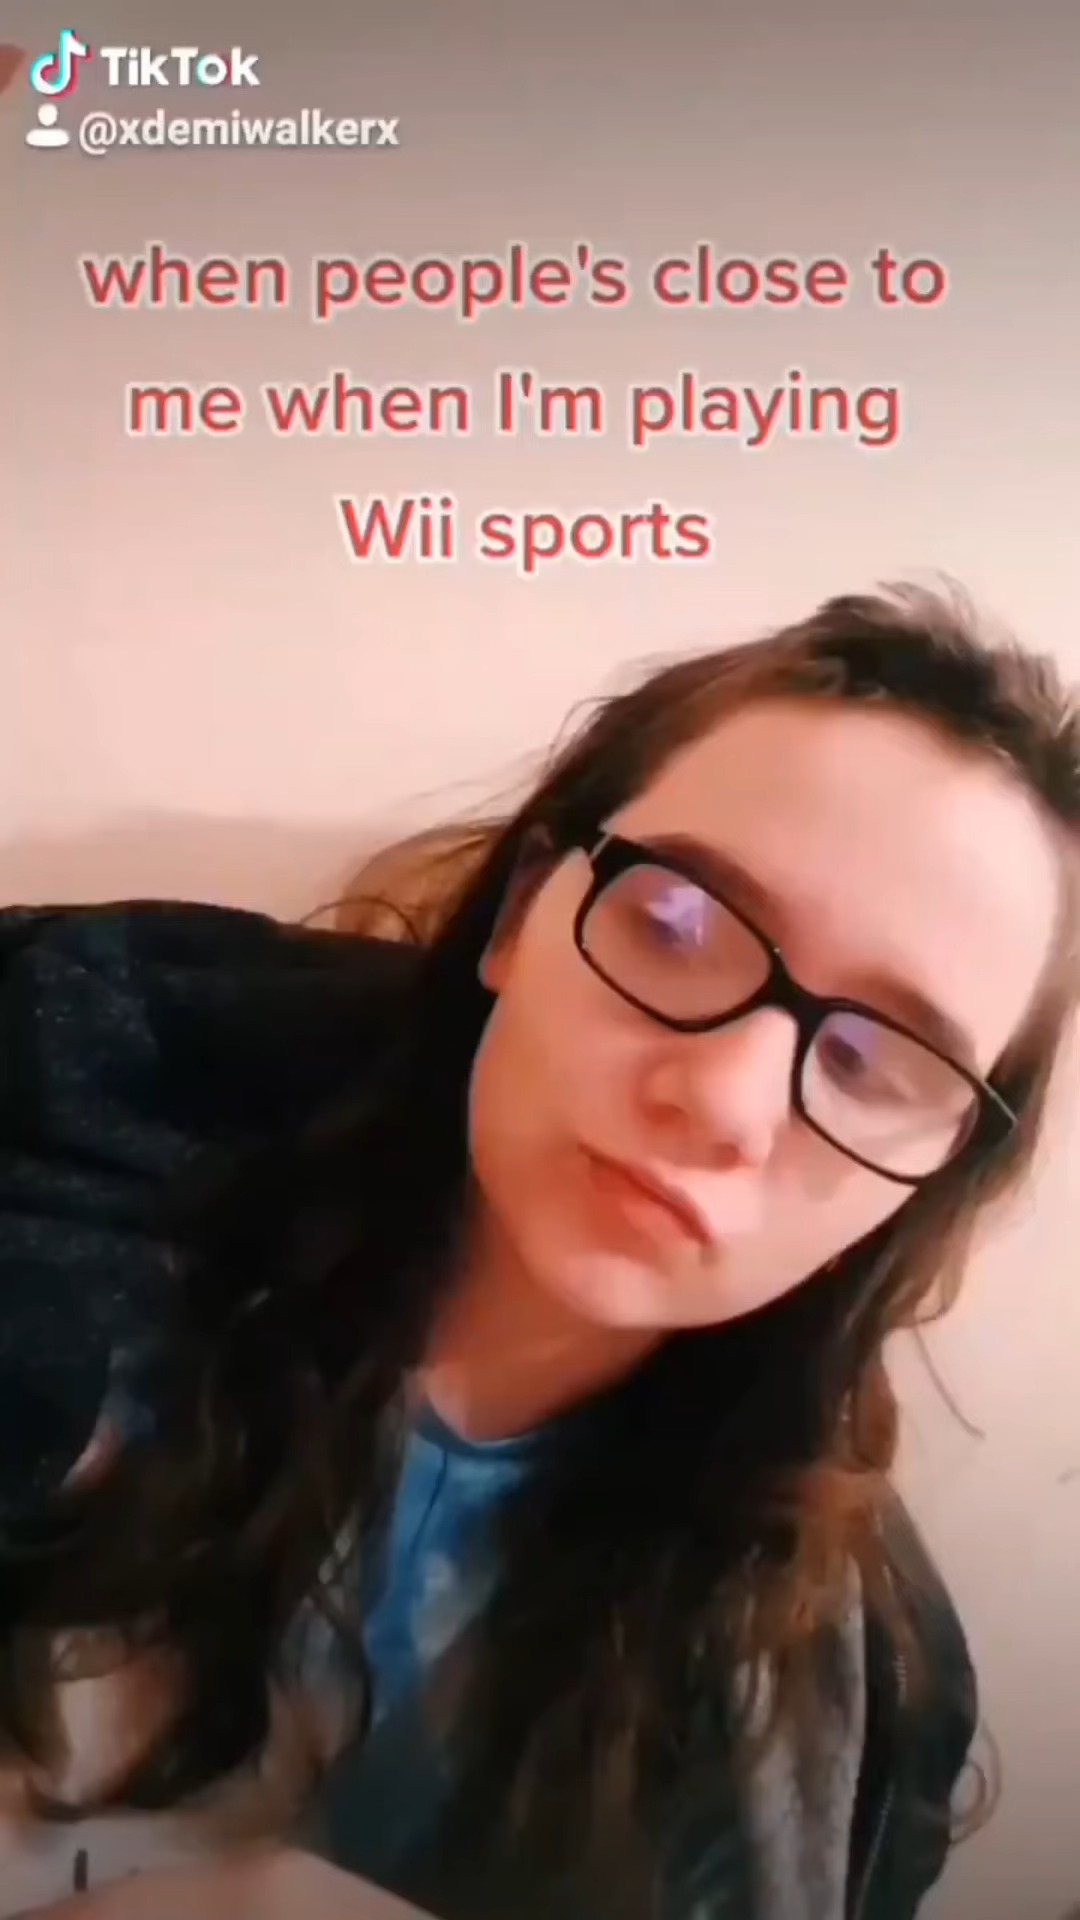 TikTok
@xdemiwalkerx
when people's close to
me when I'm playing
Wii sports